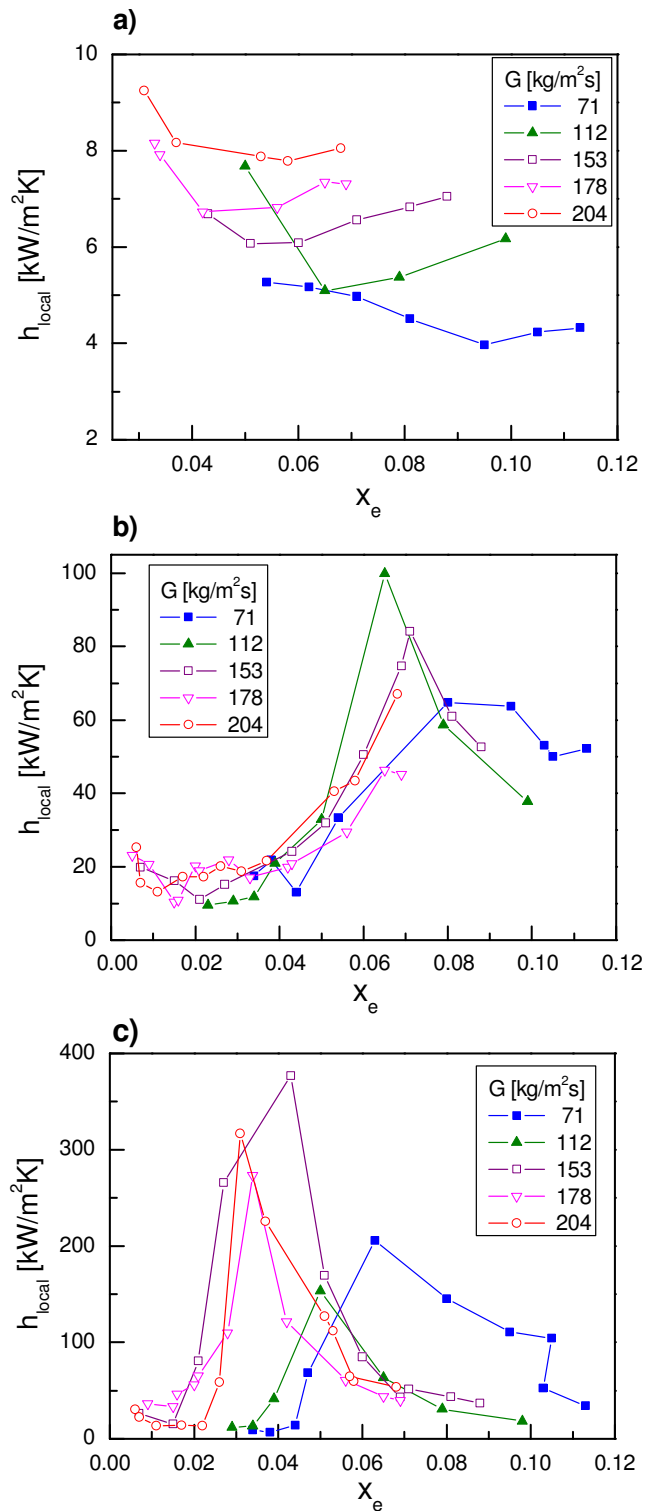 a)
G [kg/m²s]
71
112
153
178
204
10
8
6
4
2
h_local [kW/m²K]
0.04 0.06 0.08 0.10 0.12
x_e
b)
G [kg/m²s]
71
112
153
178
204
100
80
60
40
20
0
h_local [kW/m²K]
0.00 0.02 0.04 0.06 0.08 0.10 0.12
x_e
c)
G [kg/m²s]
71
112
153
178
204
400
300
200
100
0
h_local [kW/m²K]
0.00 0.02 0.04 0.06 0.08 0.10 0.12
x_e